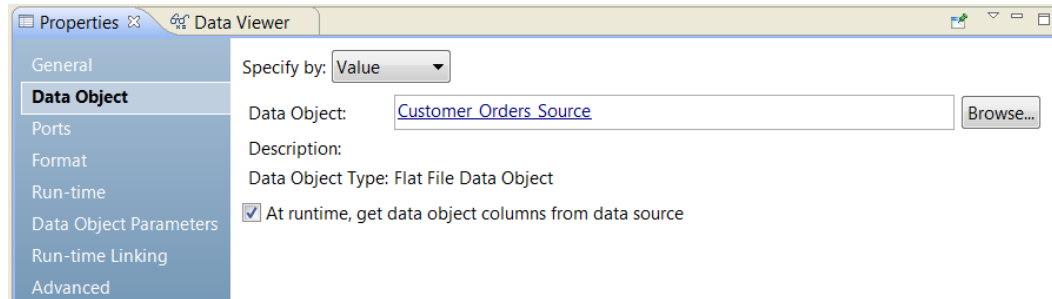 Properties Data Viewer
General
Data Object
Ports
Format
Run-time
Data Object Parameters
Run-time Linking
Advanced
Specify by: Value
Data Object: Customer_Orders_Source Browse...
Description:
Data Object Type: Flat File Data Object
At runtime, get data object columns from data source